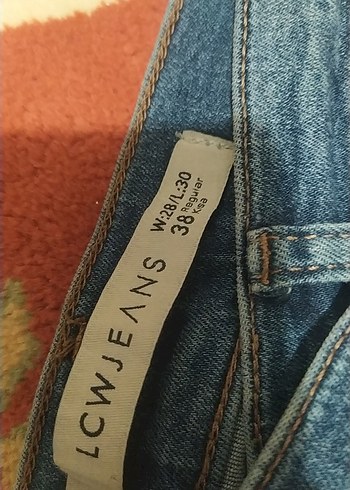 LCWJEANS
W:28/L:30
38 Regular
Kısa